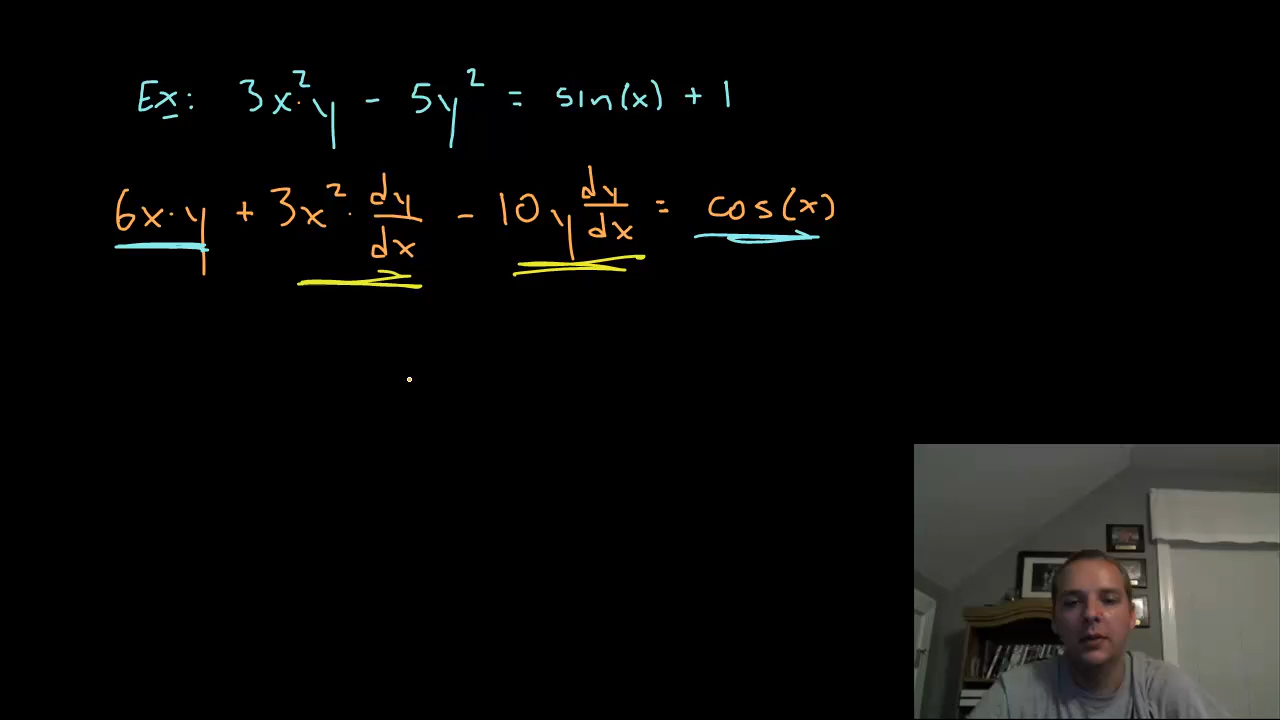 Ex: 3x²y - 5y² = sin(x) + 1
6x·y + 3x²·dy/dx - 10y dy/dx = cos(x)